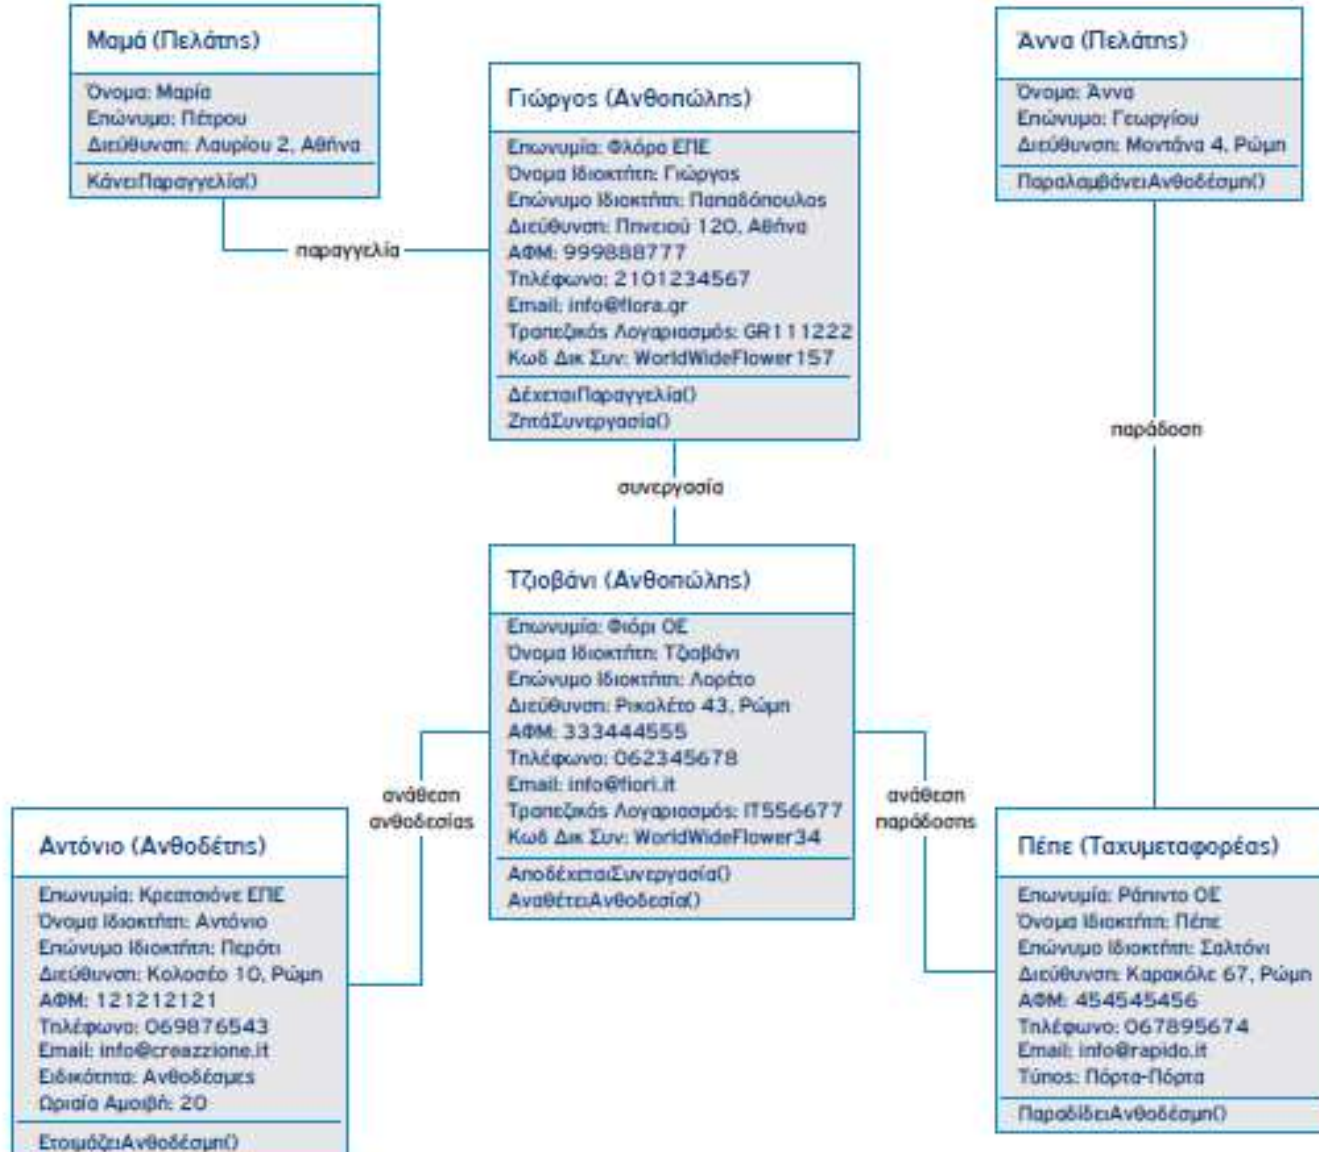 Μαμά (Πελάτης)
Όνομα: Μαρία
Επώνυμο: Πέτρου
Διεύθυνση: Λαυρίου 2, Αθήνα
ΚάνειΠαραγγελία()
παραγγελία
Γιώργος (Ανθοπώλης)
Επωνυμία: Φλόρα ΕΠΕ
Όνομα Ιδιοκτήτη: Γιώργος
Επώνυμο Ιδιοκτήτη: Παπαδόπουλος
Διεύθυνση: Πηνειού 120, Αθήνα
ΑΦΜ: 999888777
Τηλέφωνο: 2101234567
Email: info@flora.gr
Τραπεζικός Λογαριασμός: GR111222
Κωδ Δικ Συν: WorldWideFlower157
ΔέχεταιΠαραγγελία()
ΖητάΣυνεργασία()
Άννα (Πελάτης)
Όνομα: Άννα
Επώνυμο: Γεωργίου
Διεύθυνση: Μοντάνα 4, Ρώμη
ΠαραλαμβάνειΑνθοδέσμη()
παράδοση
συνεργασία
Τζιοβάνι (Ανθοπώλης)
Επωνυμία: Φιόρι ΟΕ
Όνομα Ιδιοκτήτη: Τζιοβάνι
Επώνυμο Ιδιοκτήτη: Λορέτο
Διεύθυνση: Ρικολέτο 43, Ρώμη
ΑΦΜ: 333444555
Τηλέφωνο: 062345678
Email: info@fiori.it
Τραπεζικός Λογαριασμός: IT556677
Κωδ Δικ Συν: WorldWideFlower34
ΑποδέχεταιΣυνεργασία()
ΑναθέτειΑνθοδεσία()
ανάθεση
ανθοδεσίας
ανάθεση
παράδοσης
Αντόνιο (Ανθοδέτης)
Επωνυμία: Κρεατσιόνε ΕΠΕ
Όνομα Ιδιοκτήτη: Αντόνιο
Επώνυμο Ιδιοκτήτη: Περότι
Διεύθυνση: Κολοσέο 10, Ρώμη
ΑΦΜ: 121212121
Τηλέφωνο: 069876543
Email: info@creazzione.it
Ειδικότητα: Ανθοδέσμες
Ωριαία Αμοιβή: 20
ΕτοιμάζειΑνθοδέσμη()
Πέπε (Ταχυμεταφορέας)
Επωνυμία: Ράπιντο ΟΕ
Όνομα Ιδιοκτήτη: Πέπε
Επώνυμο Ιδιοκτήτη: Σαλτόνι
Διεύθυνση: Καρακόλε 67, Ρώμη
ΑΦΜ: 454545456
Τηλέφωνο: 067895674
Email: info@rapido.it
Τύπος: Πόρτα-Πόρτα
ΠαραδίδειΑνθοδέσμη()